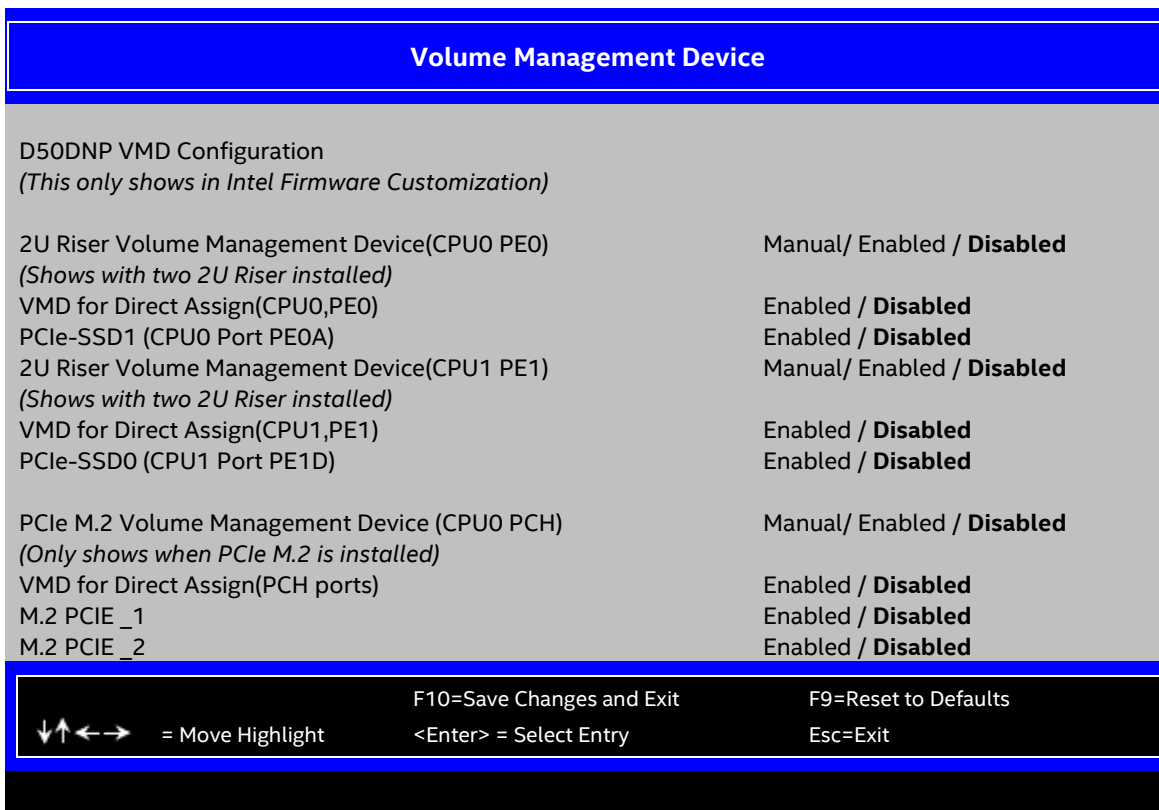 Volume Management Device
D50DNP VMD Configuration
(This only shows in Intel Firmware Customization)
2U Riser Volume Management Device(CPU0 PE0) Manual/ Enabled / Disabled
(Shows with two 2U Riser installed)
VMD for Direct Assign(CPU0,PE0) Enabled / Disabled
PCIe-SSD1 (CPU0 Port PE0A) Enabled / Disabled
2U Riser Volume Management Device(CPU1 PE1) Manual/ Enabled / Disabled
(Shows with two 2U Riser installed)
VMD for Direct Assign(CPU1,PE1) Enabled / Disabled
PCIe-SSD0 (CPU1 Port PE1D) Enabled / Disabled
PCIe M.2 Volume Management Device (CPU0 PCH) Manual/ Enabled / Disabled
(Only shows when PCIe M.2 is installed)
VMD for Direct Assign(PCH ports) Enabled / Disabled
M.2 PCIE _1 Enabled / Disabled
M.2 PCIE _2 Enabled / Disabled
F10=Save Changes and Exit F9=Reset to Defaults
↓↑←→ = Move Highlight <Enter> = Select Entry Esc=Exit